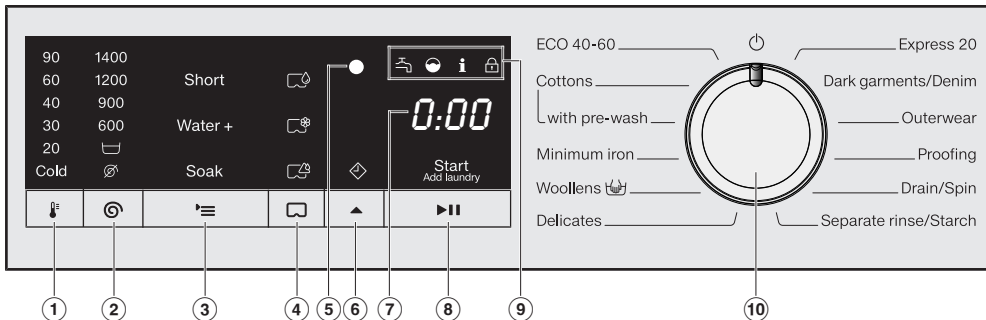 90 1400
60 1200 Short
40 900
30 600 Water +
20
Cold Soak
0:00
Start
Add laundry
i
ECO 40-60
Cottons
with pre-wash
Minimum iron
Woollens
Delicates
Express 20
Dark garments/Denim
Outerwear
Proofing
Drain/Spin
Separate rinse/Starch
1 2 3 4 5 6 7 8 9 10